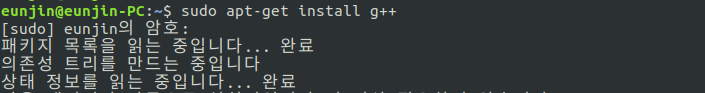 eunjin@eunjin-PC:~$ sudo apt-get install g++
[sudo] eunjin의 암호:
패키지 목록을 읽는 중입니다... 완료
의존성 트리를 만드는 중입니다
상태 정보를 읽는 중입니다... 완료